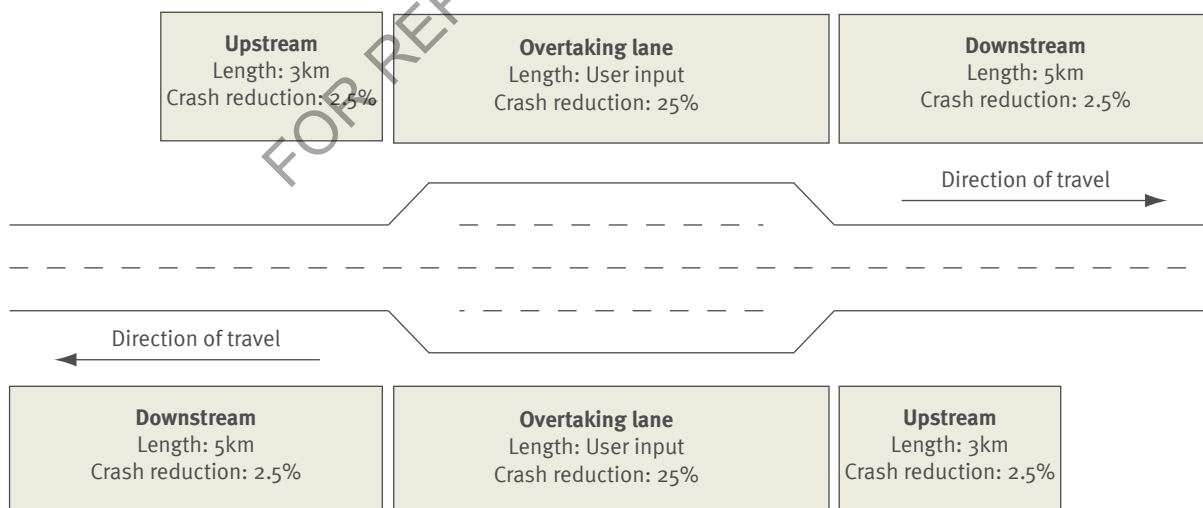 Upstream
Length: 3km
Crash reduction: 2.5%
Overtaking lane
Length: User input
Crash reduction: 25%
Downstream
Length: 5km
Crash reduction: 2.5%
FOR
Direction of travel
Direction of travel
Downstream
Length: 5km
Crash reduction: 2.5%
Overtaking lane
Length: User input
Crash reduction: 25%
Upstream
Length: 3km
Crash reduction: 2.5%